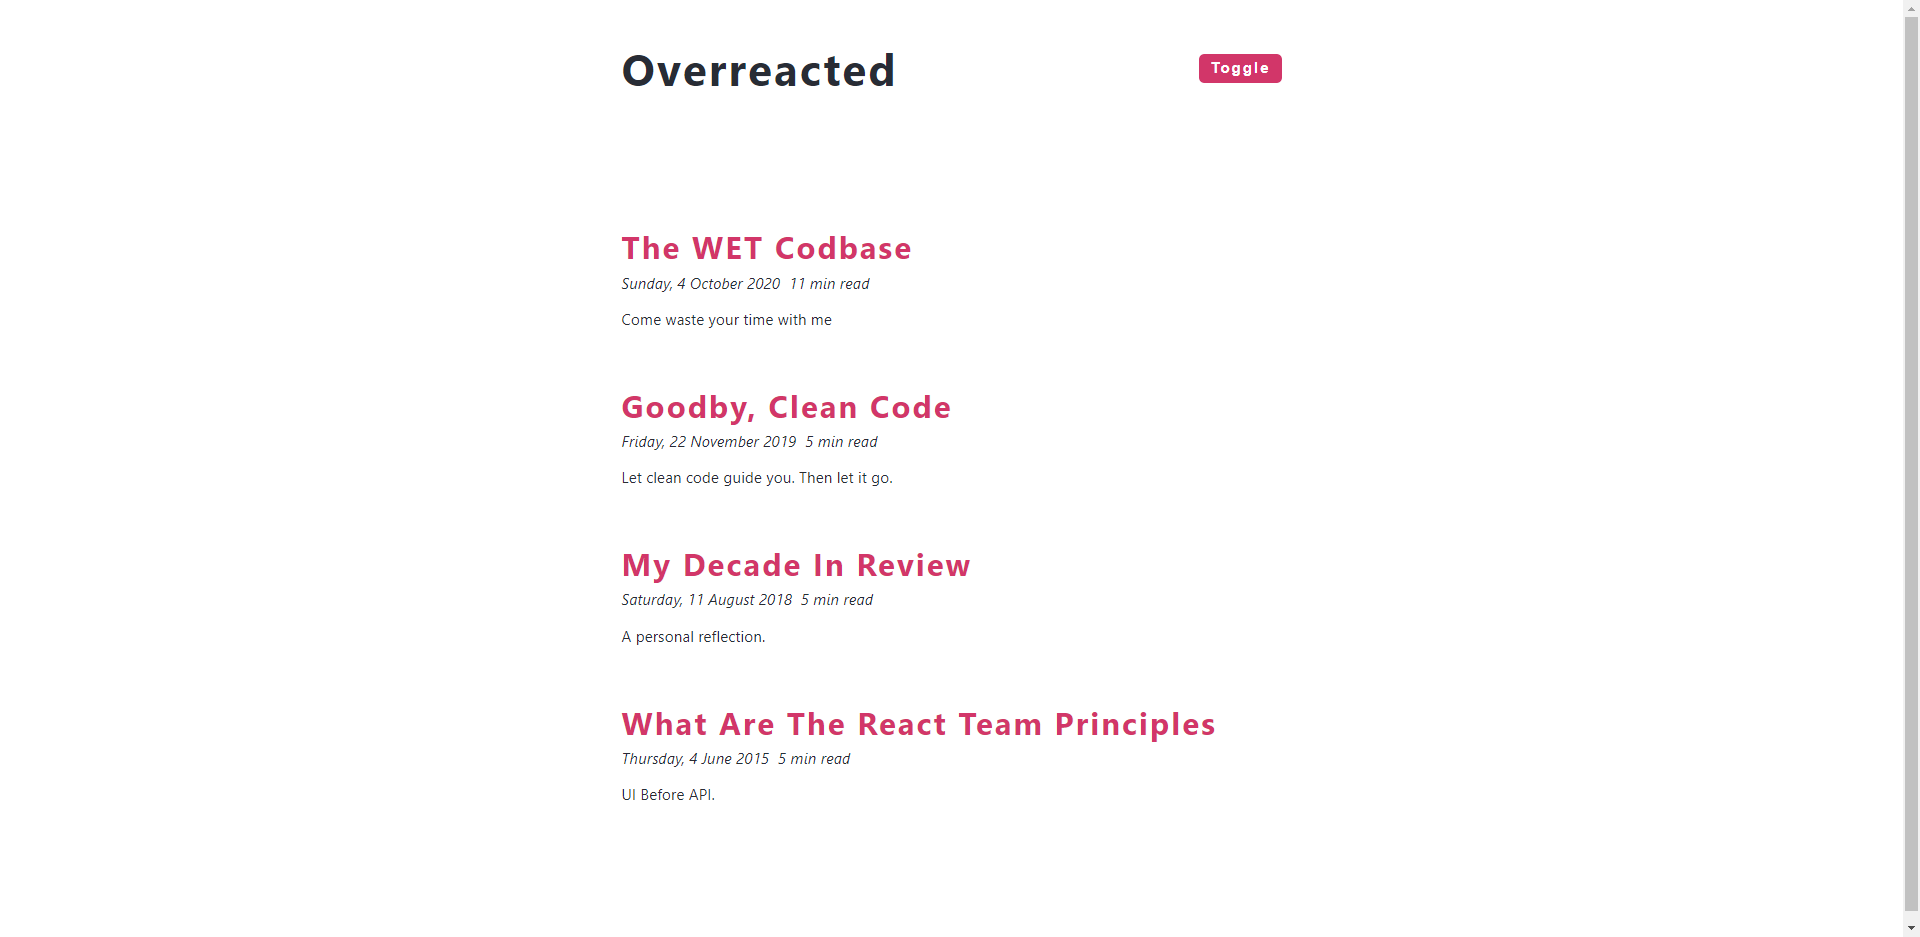 Overreacted
Toggle
The WET Codbase
Sunday, 4 October 2020 11 min read
Come waste your time with me
Goodby, Clean Code
Friday, 22 November 2019 5 min read
Let clean code guide you. Then let it go.
My Decade In Review
Saturday, 11 August 2018 5 min read
A personal reflection.
What Are The React Team Principles
Thursday, 4 June 2015 5 min read
UI Before API.